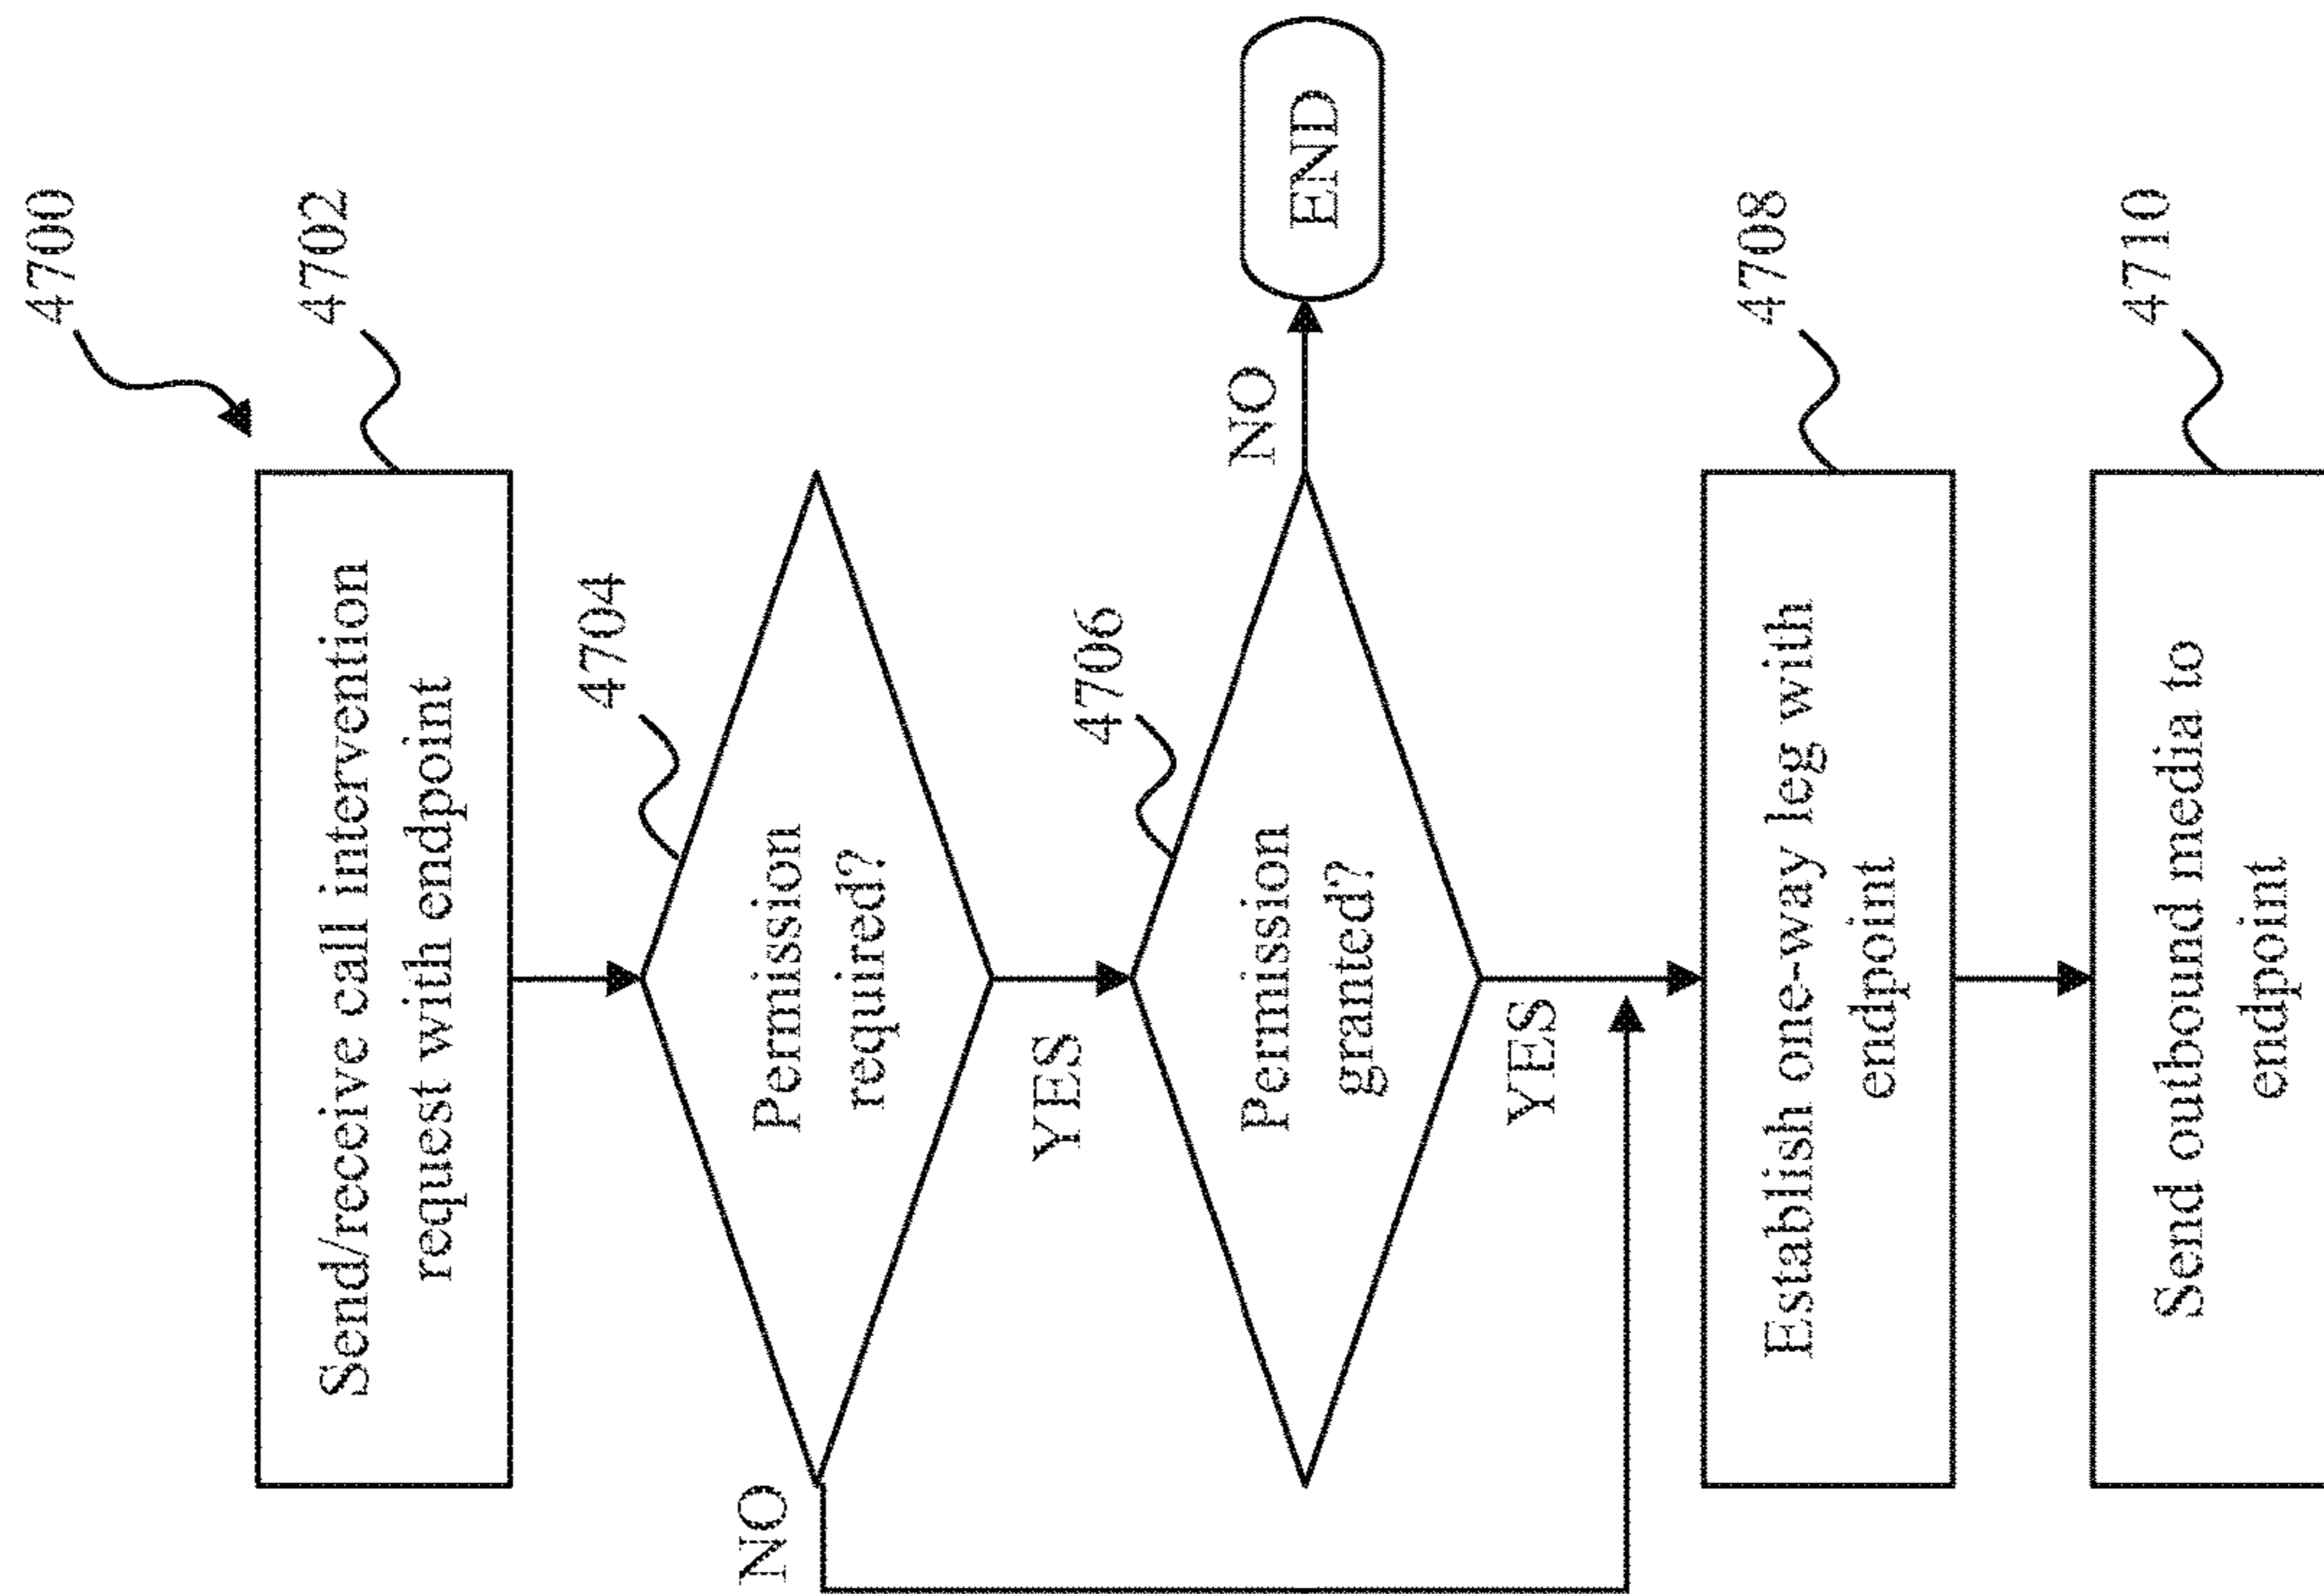 4700
Send/receive call intervention
request with endpoint
4702
4704
Permission
required?
NO
YES
4706
Permission
granted?
NO
END
YES
Establish one-way leg with
endpoint
4708
Send outbound media to
endpoint
4710